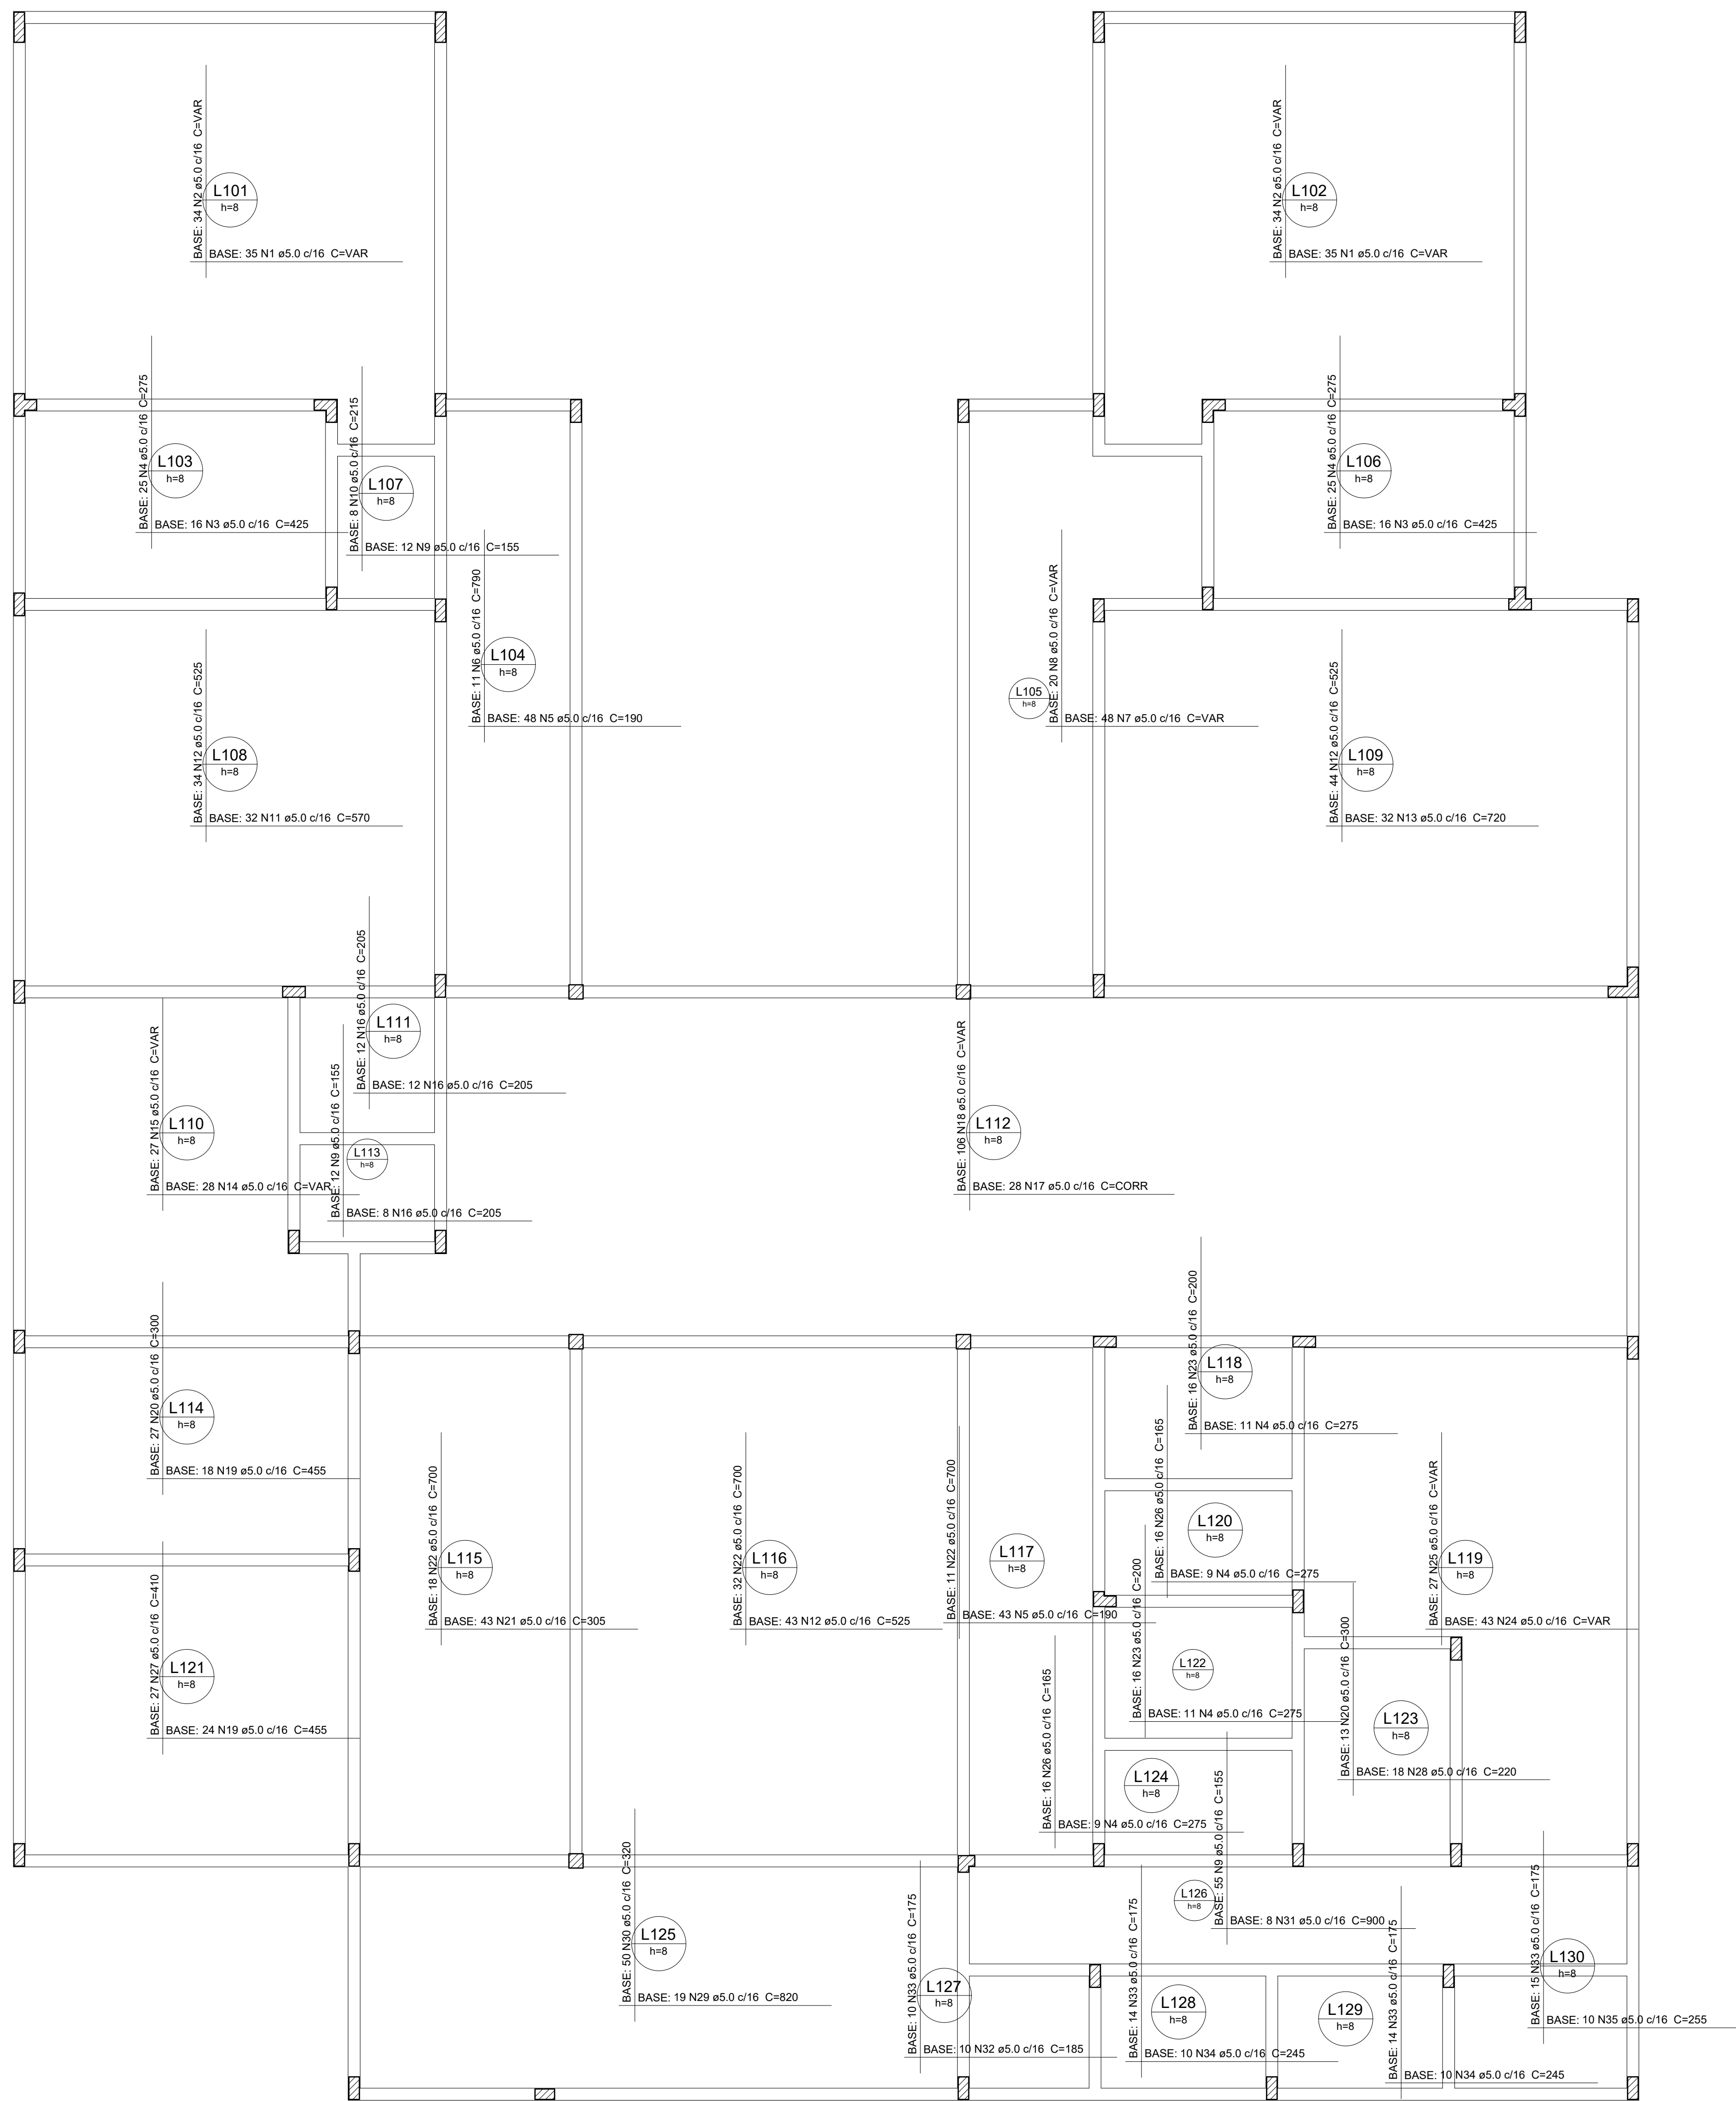 BASE: 34 N2 ø5.0 c/16 C=VAR
L101
h=8
BASE: 35 N1 ø5.0 c/16 C=VAR
BASE: 34 N2 ø5.0 c/16 C=VAR
L102
h=8
BASE: 35 N1 ø5.0 c/16 C=VAR
BASE: 25 N4 ø5.0 c/16 C=275
L103
h=8
BASE: 16 N3 ø5.0 c/16 C=425
BASE: 8 N10 ø5.0 c/16 C=215
L107
h=8
BASE: 12 N9 ø5.0 c/16 C=155
BASE: 25 N4 ø5.0 c/16 C=275
L106
h=8
BASE: 16 N3 ø5.0 c/16 C=425
BASE: 11 N6 ø5.0 c/16 C=790
L104
h=8
BASE: 48 N5 ø5.0 c/16 C=190
L105
h=8
BASE: 20 N8 ø5.0 c/16 C=VAR
BASE: 48 N7 ø5.0 c/16 C=VAR
BASE: 34 N12 ø5.0 c/16 C=525
L108
h=8
BASE: 32 N11 ø5.0 c/16 C=570
BASE: 44 N12 ø5.0 c/16 C=525
L109
h=8
BASE: 32 N13 ø5.0 c/16 C=720
BASE: 12 N16 ø5.0 c/16 C=205
L111
h=8
BASE: 12 N16 ø5.0 c/16 C=205
BASE: 27 N15 ø5.0 c/16 C=VAR
L110
h=8
BASE: 28 N14 ø5.0 c/16 C=VAR
BASE: 12 N9 ø5.0 c/16 C=155
L113
h=8
BASE: 8 N16 ø5.0 c/16 C=205
BASE: 106 N18 ø5.0 c/16 C=VAR
L112
h=8
BASE: 28 N17 ø5.0 c/16 C=CORR
BASE: 27 N20 ø5.0 c/16 C=300
L114
h=8
BASE: 18 N19 ø5.0 c/16 C=455
BASE: 16 N23 ø5.0 c/16 C=200
L118
h=8
BASE: 11 N4 ø5.0 c/16 C=275
BASE: 18 N22 ø5.0 c/16 C=700
L115
h=8
BASE: 43 N21 ø5.0 c/16 C=305
BASE: 32 N22 ø5.0 c/16 C=700
L116
h=8
BASE: 43 N12 ø5.0 c/16 C=525
BASE: 11 N22 ø5.0 c/16 C=700
L117
h=8
BASE: 43 N5 ø5.0 c/16 C=190
BASE: 16 N26 ø5.0 c/16 C=165
L120
h=8
BASE: 9 N4 ø5.0 c/16 C=275
BASE: 27 N25 ø5.0 c/16 C=VAR
L119
h=8
BASE: 43 N24 ø5.0 c/16 C=VAR
BASE: 27 N27 ø5.0 c/16 C=410
L121
h=8
BASE: 24 N19 ø5.0 c/16 C=455
BASE: 16 N23 ø5.0 c/16 C=200
L122
h=8
BASE: 11 N4 ø5.0 c/16 C=275
BASE: 13 N20 ø5.0 c/16 C=300
L123
h=8
BASE: 18 N28 ø5.0 c/16 C=220
BASE: 16 N26 ø5.0 c/16 C=165
L124
h=8
BASE: 9 N4 ø5.0 c/16 C=275
BASE: 50 N30 ø5.0 c/16 C=320
L125
h=8
BASE: 19 N29 ø5.0 c/16 C=820
L126
h=8
BASE: 55 N9 ø5.0 c/16 C=155
BASE: 8 N31 ø5.0 c/16 C=900
BASE: 10 N33 ø5.0 c/16 C=175
L127
h=8
BASE: 10 N32 ø5.0 c/16 C=185
BASE: 14 N33 ø5.0 c/16 C=175
L128
h=8
BASE: 10 N34 ø5.0 c/16 C=245
L129
h=8
BASE: 14 N33 ø5.0 c/16 C=175
BASE: 10 N34 ø5.0 c/16 C=245
BASE: 15 N33 ø5.0 c/16 C=175
L130
h=8
BASE: 10 N35 ø5.0 c/16 C=255